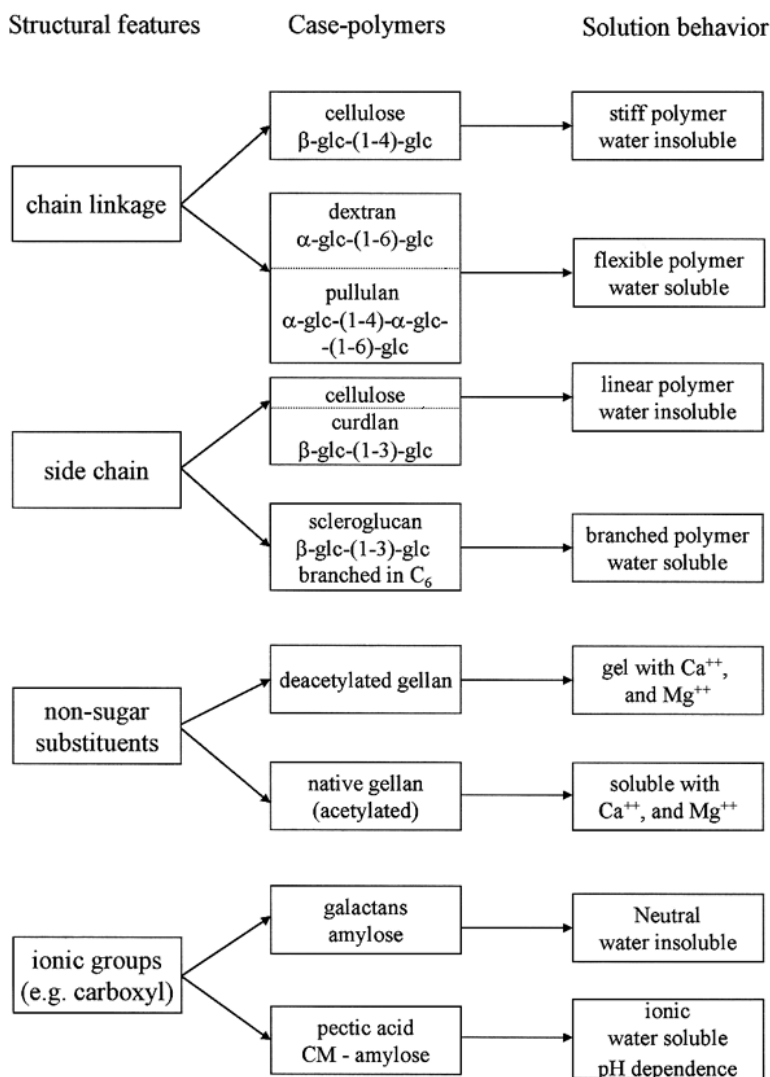 Structural features
Case-polymers
Solution behavior
chain linkage
cellulose
β-glc-(1-4)-glc
stiff polymer
water insoluble
dextran
α-glc-(1-6)-glc
pullulan
α-glc-(1-4)-α-glc-
-(1-6)-glc
flexible polymer
water soluble
side chain
cellulose
curdlan
β-glc-(1-3)-glc
linear polymer
water insoluble
scleroglucan
β-glc-(1-3)-glc
branched in C₆
branched polymer
water soluble
non-sugar
substituents
deacetylated gellan
gel with Ca⁺⁺,
and Mg⁺⁺
native gellan
(acetylated)
soluble with
Ca⁺⁺, and Mg⁺⁺
ionic groups
(e.g. carboxyl)
galactans
amylose
Neutral
water insoluble
pectic acid
CM - amylose
ionic
water soluble
pH dependence